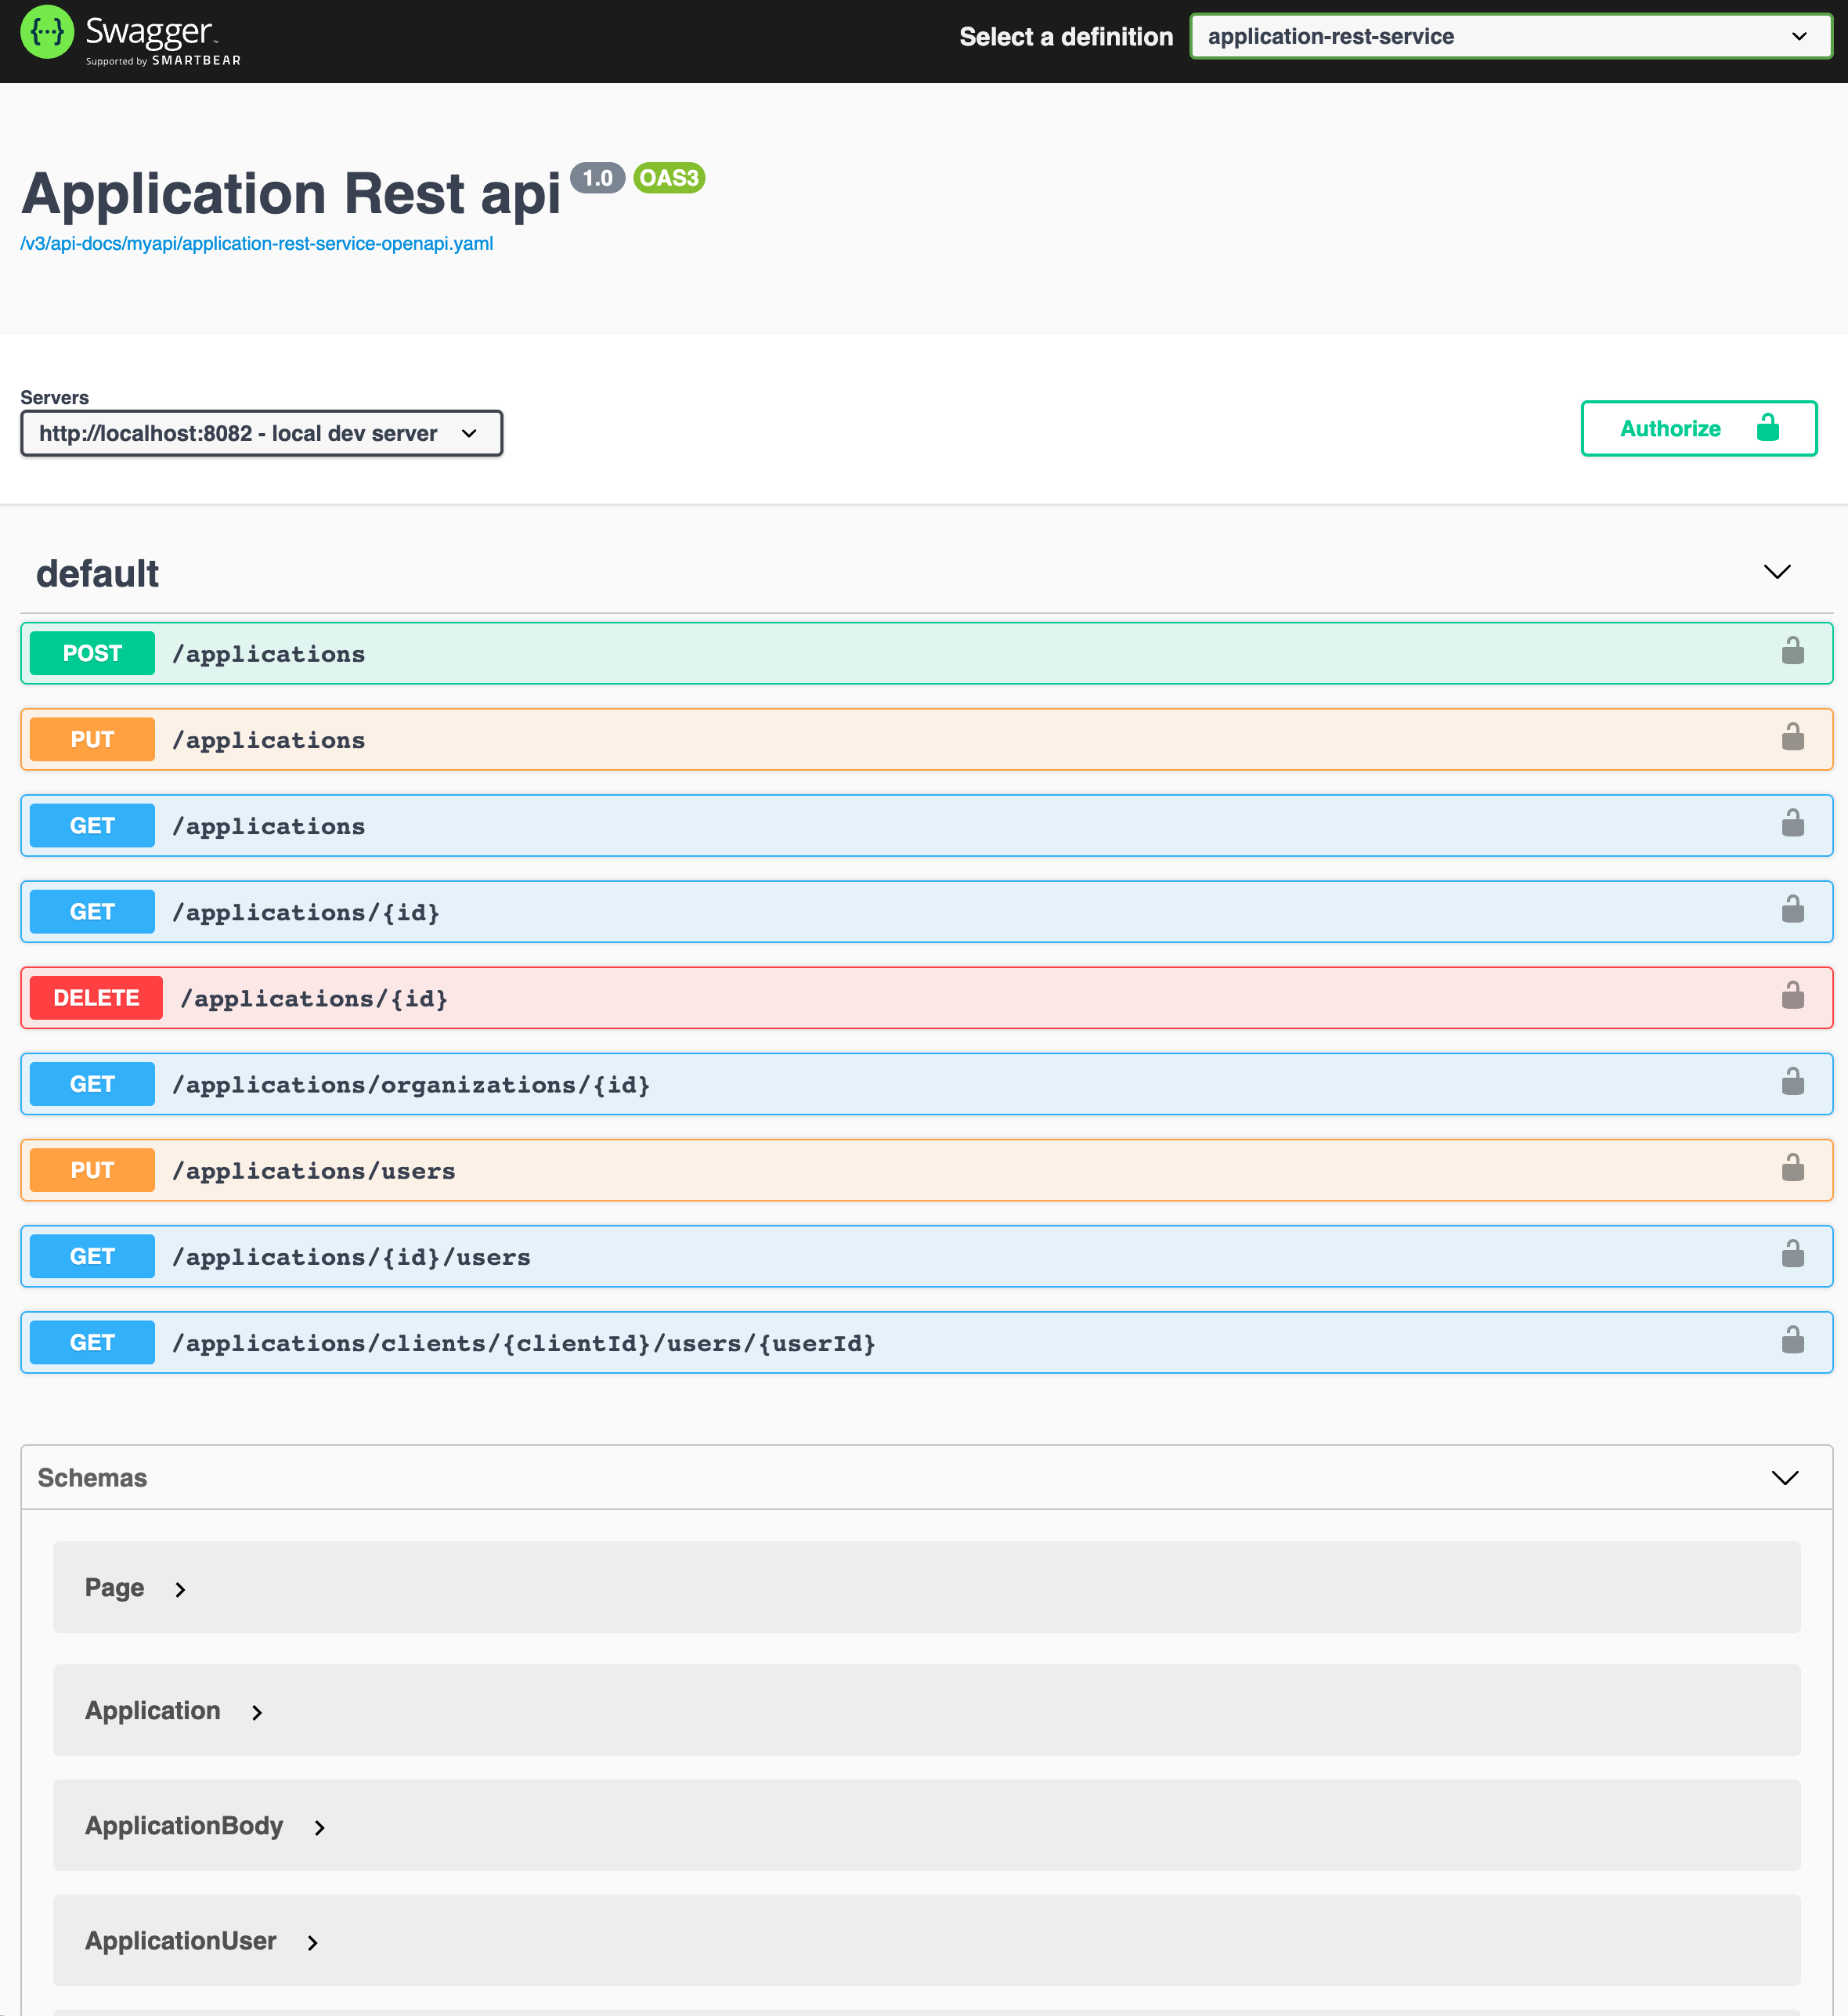 Swagger™
Supported by SMARTBEAR
Select a definition
application-rest-service
Application Rest api 1.0 OAS3
/v3/api-docs/myapi/application-rest-service-openapi.yaml
Servers
http://localhost:8082 - local dev server
Authorize
default
POST /applications
PUT /applications
GET /applications
GET /applications/{id}
DELETE /applications/{id}
GET /applications/organizations/{id}
PUT /applications/users
GET /applications/{id}/users
GET /applications/clients/{clientId}/users/{userId}
Schemas
Page
Application
ApplicationBody
ApplicationUser